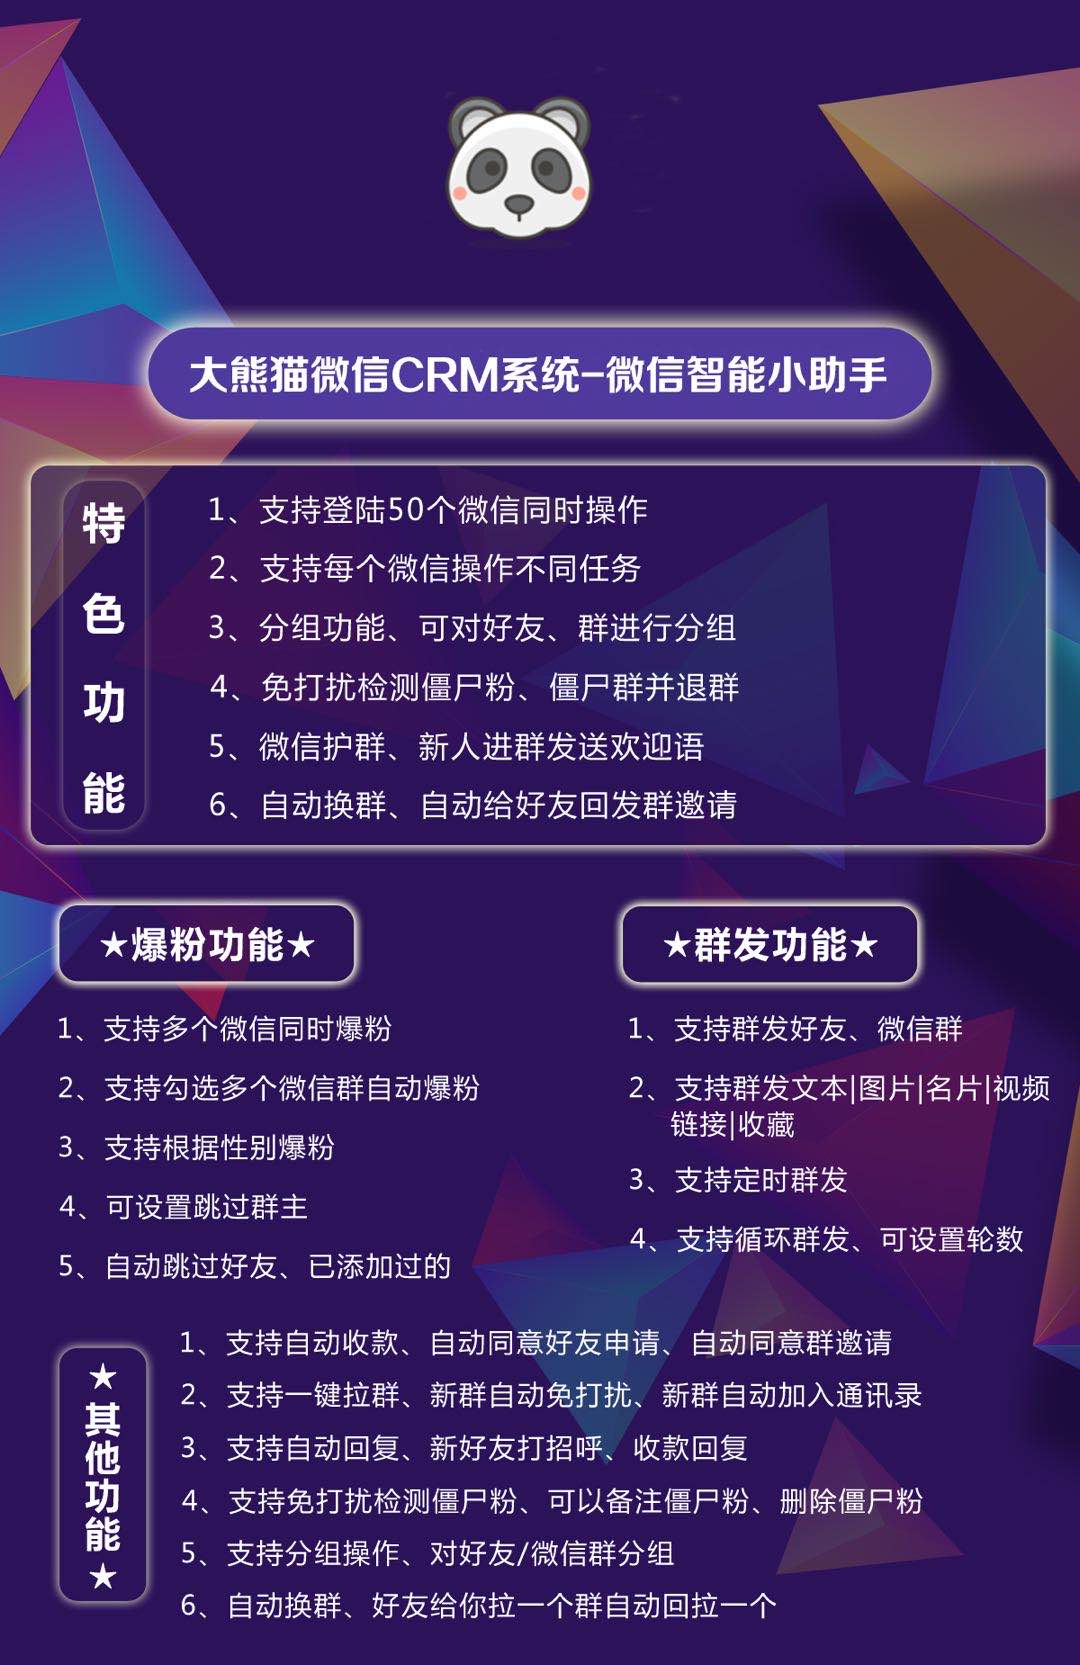 大熊猫微信CRM系统-微信智能小助手
特色功能
1、支持登陆50个微信同时操作
2、支持每个微信操作不同任务
3、分组功能、可对好友、群进行分组
4、免打扰检测僵尸粉、僵尸群并退群
5、微信护群、新人进群发送欢迎语
6、自动换群、自动给好友回发群邀请
★爆粉功能★
1、支持多个微信同时爆粉
2、支持勾选多个微信群自动爆粉
3、支持根据性别爆粉
4、可设置跳过群主
5、自动跳过好友、已添加过的
★群发功能★
1、支持群发好友、微信群
2、支持群发文本|图片|名片|视频
链接|收藏
3、支持定时群发
4、支持循环群发、可设置轮数
★其他功能★
1、支持自动收款、自动同意好友申请、自动同意群邀请
2、支持一键拉群、新群自动免打扰、新群自动加入通讯录
3、支持自动回复、新好友打招呼、收款回复
4、支持免打扰检测僵尸粉、可以备注僵尸粉、删除僵尸粉
5、支持分组操作、对好友/微信群分组
6、自动换群、好友给你拉一个群自动回拉一个